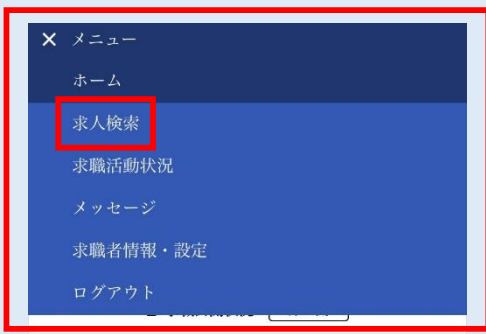 × メニュー
ホーム
求人検索
求職活動状況
メッセージ
求職者情報・設定
ログアウト